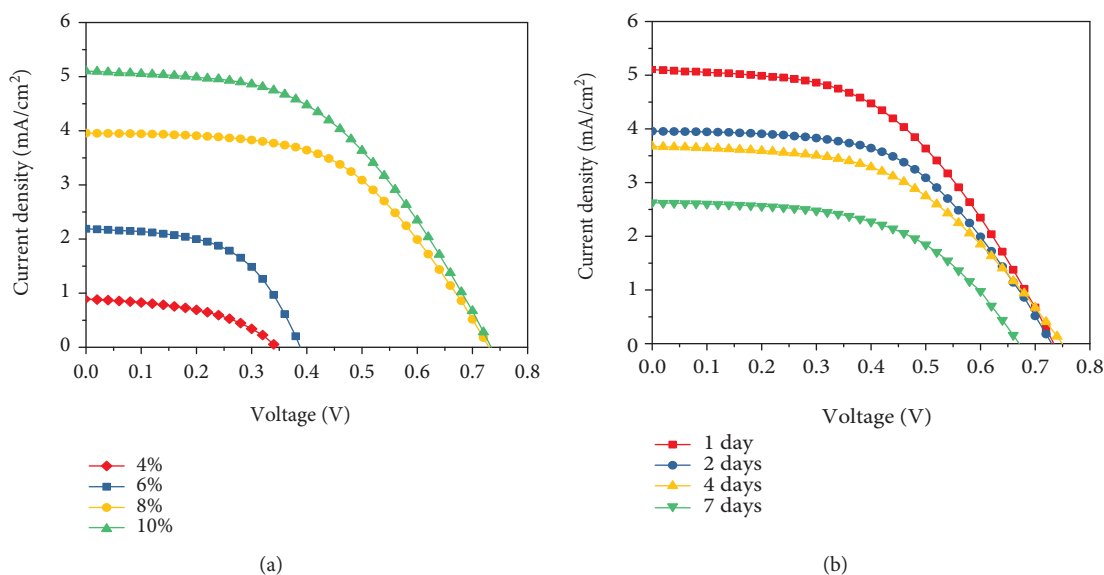 6
5
4
3
2
1
0
Current density (mA/cm²)
0.0 0.1 0.2 0.3 0.4 0.5 0.6 0.7 0.8
Voltage (V)
4%
6%
8%
10%
(a)
6
5
4
3
2
1
0
Current density (mA/cm²)
0.0 0.1 0.2 0.3 0.4 0.5 0.6 0.7 0.8
Voltage (V)
1 day
2 days
4 days
7 days
(b)